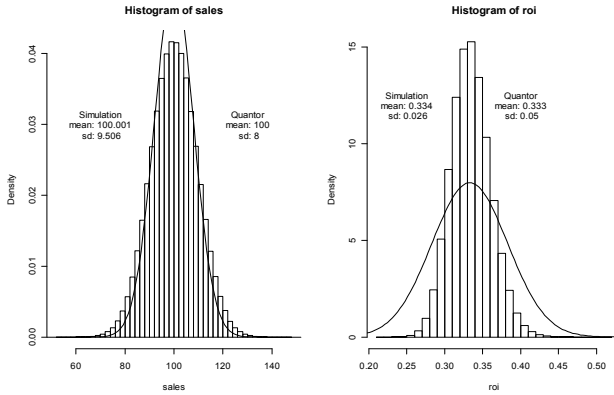 Histogram of sales
Density
0.00
0.01
0.02
0.03
0.04
Simulation
mean: 100.001
sd: 9.506
Quantor
mean: 100
sd: 8
60 80 100 120 140
sales
Histogram of roi
Density
0
5
10
15
Simulation
mean: 0.334
sd: 0.026
Quantor
mean: 0.333
sd: 0.05
0.20 0.25 0.30 0.35 0.40 0.45 0.50
roi